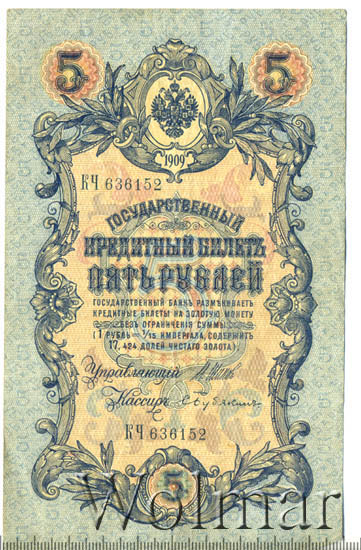 5 5
1909
КЧ 636152
ГОСУДАРСТВЕННЫЙ
КРЕДИТНЫЙ БИЛЕТЪ
ПЯТЬ РУБЛЕЙ
ГОСУДАРСТВЕННЫЙ БАНКЪ РАЗМѢНИВАЕТЪ
КРЕДИТНЫЕ БИЛЕТЫ НА ЗОЛОТУЮ МОНЕТУ
БЕЗЪ ОГРАНИЧЕНІЯ СУММЫ
(1 РУБЛЬ = 1/15 ИМПЕРІАЛА, СОДЕРЖИТЪ
17,424 ДОЛЕЙ ЧИСТАГО ЗОЛОТА).
Управляющій
Кассиръ
КЧ 636152
5
Wolmar